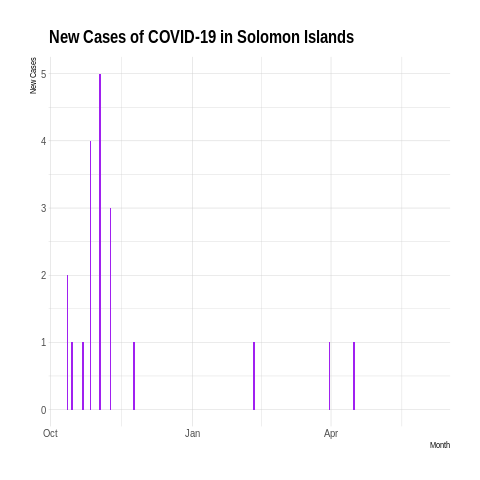 New Cases of COVID-19 in Solomon Islands
New Cases
5
4
3
2
1
0
Oct
Jan
Apr
Month